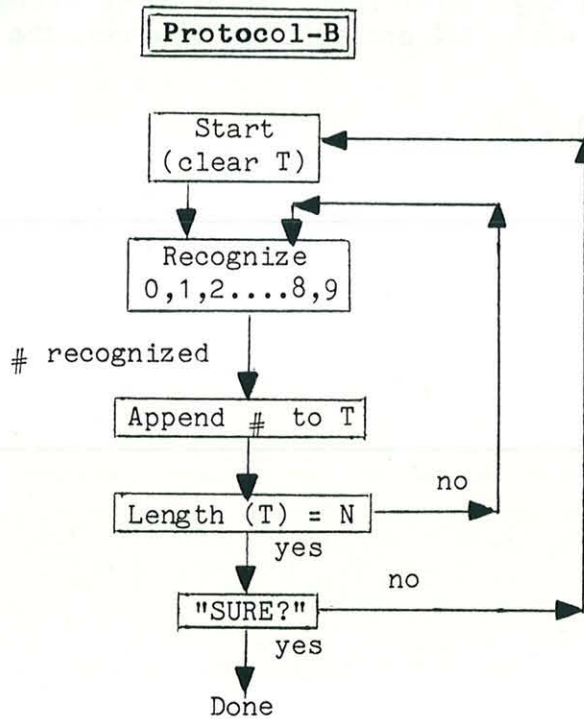 Protocol-B
Start
(clear T)
Recognize
0,1,2....8,9
# recognized
Append # to T
Length (T) = N
no
yes
"SURE?"
no
yes
Done